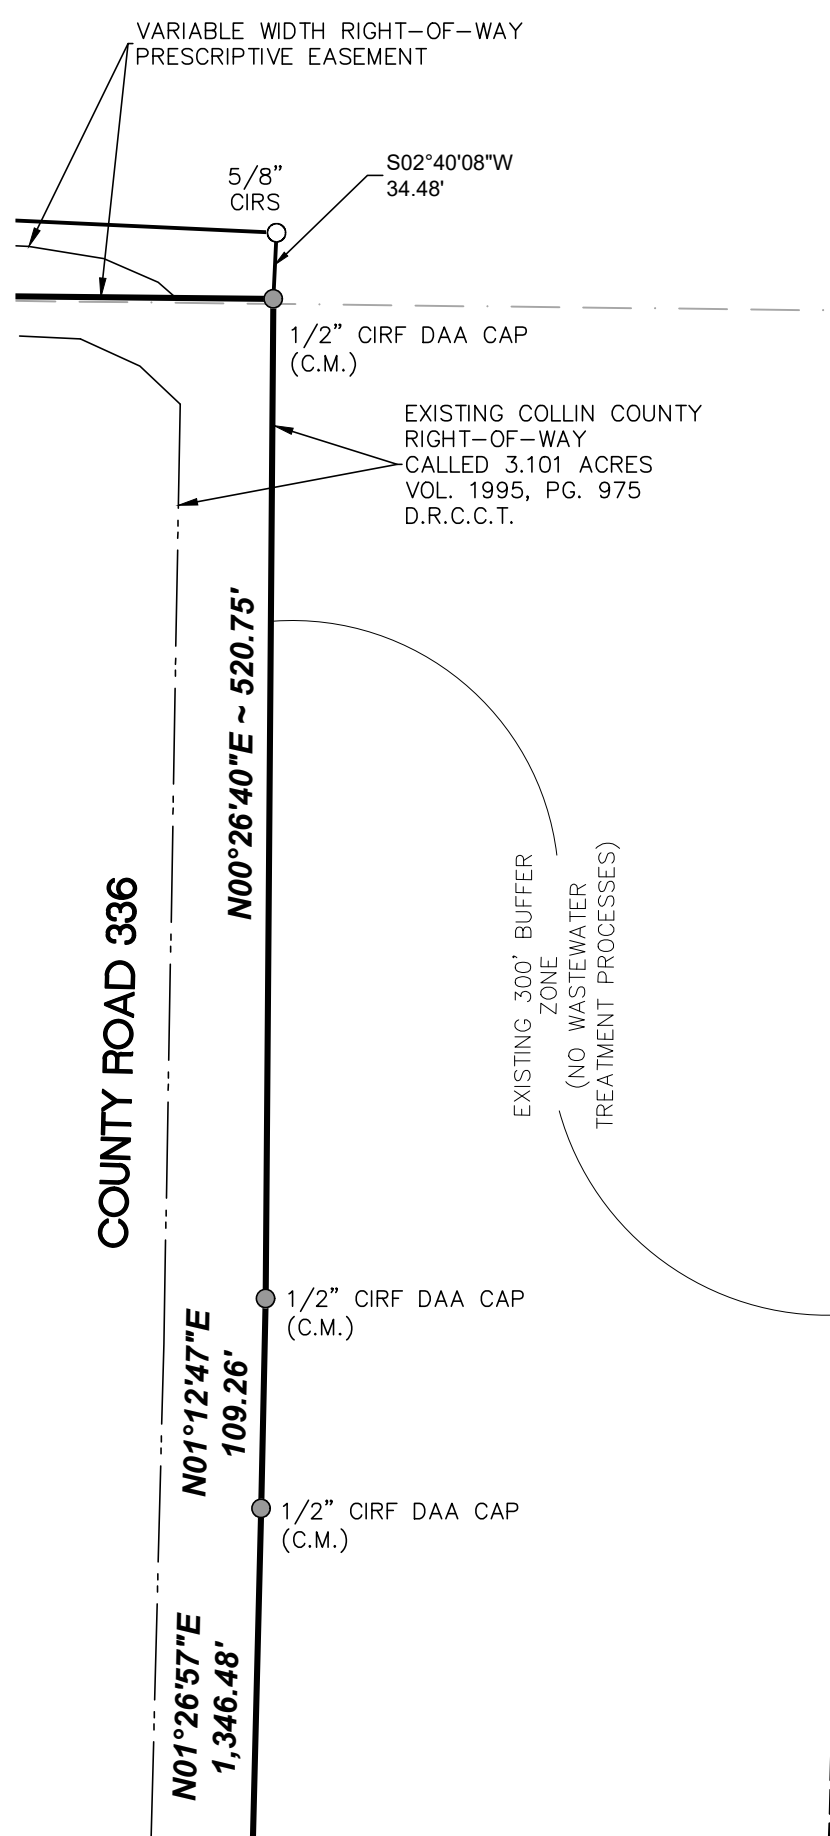 VARIABLE WIDTH RIGHT-OF-WAY
PRESCRIPTIVE EASEMENT
5/8"
CIRS
S02°40'08"W
34.48'
1/2" CIRF DAA CAP
(C.M.)
EXISTING COLLIN COUNTY
RIGHT-OF-WAY
CALLED 3.101 ACRES
VOL. 1995, PG. 975
D.R.C.C.T.
N00°26'40"E ~ 520.75'
COUNTY ROAD 336
EXISTING 300' BUFFER
ZONE
(NO WASTEWATER
TREATMENT PROCESSES)
1/2" CIRF DAA CAP
(C.M.)
N01°12'47"E
109.26'
1/2" CIRF DAA CAP
(C.M.)
N01°26'57"E
1,346.48'